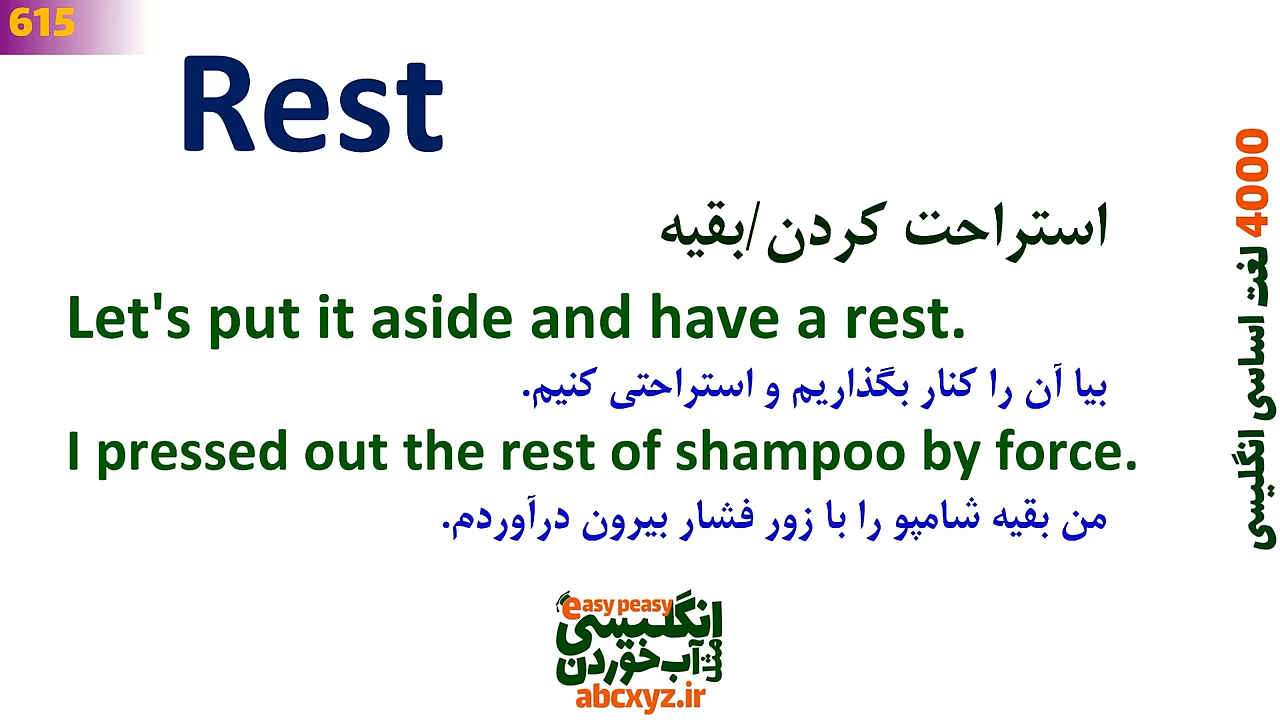 615
Rest
استراحت کردن/بقیه
Let's put it aside and have a rest.
بیا آن را کنار بگذاریم و استراحتی کنیم.
I pressed out the rest of shampoo by force.
من بقیه شامپو را با زور فشار بیرون درآوردم.
4000 لغت اساسی انگلیسی
easy peasy
انگلیسی
مثل آب خوردن
abcxyz.ir